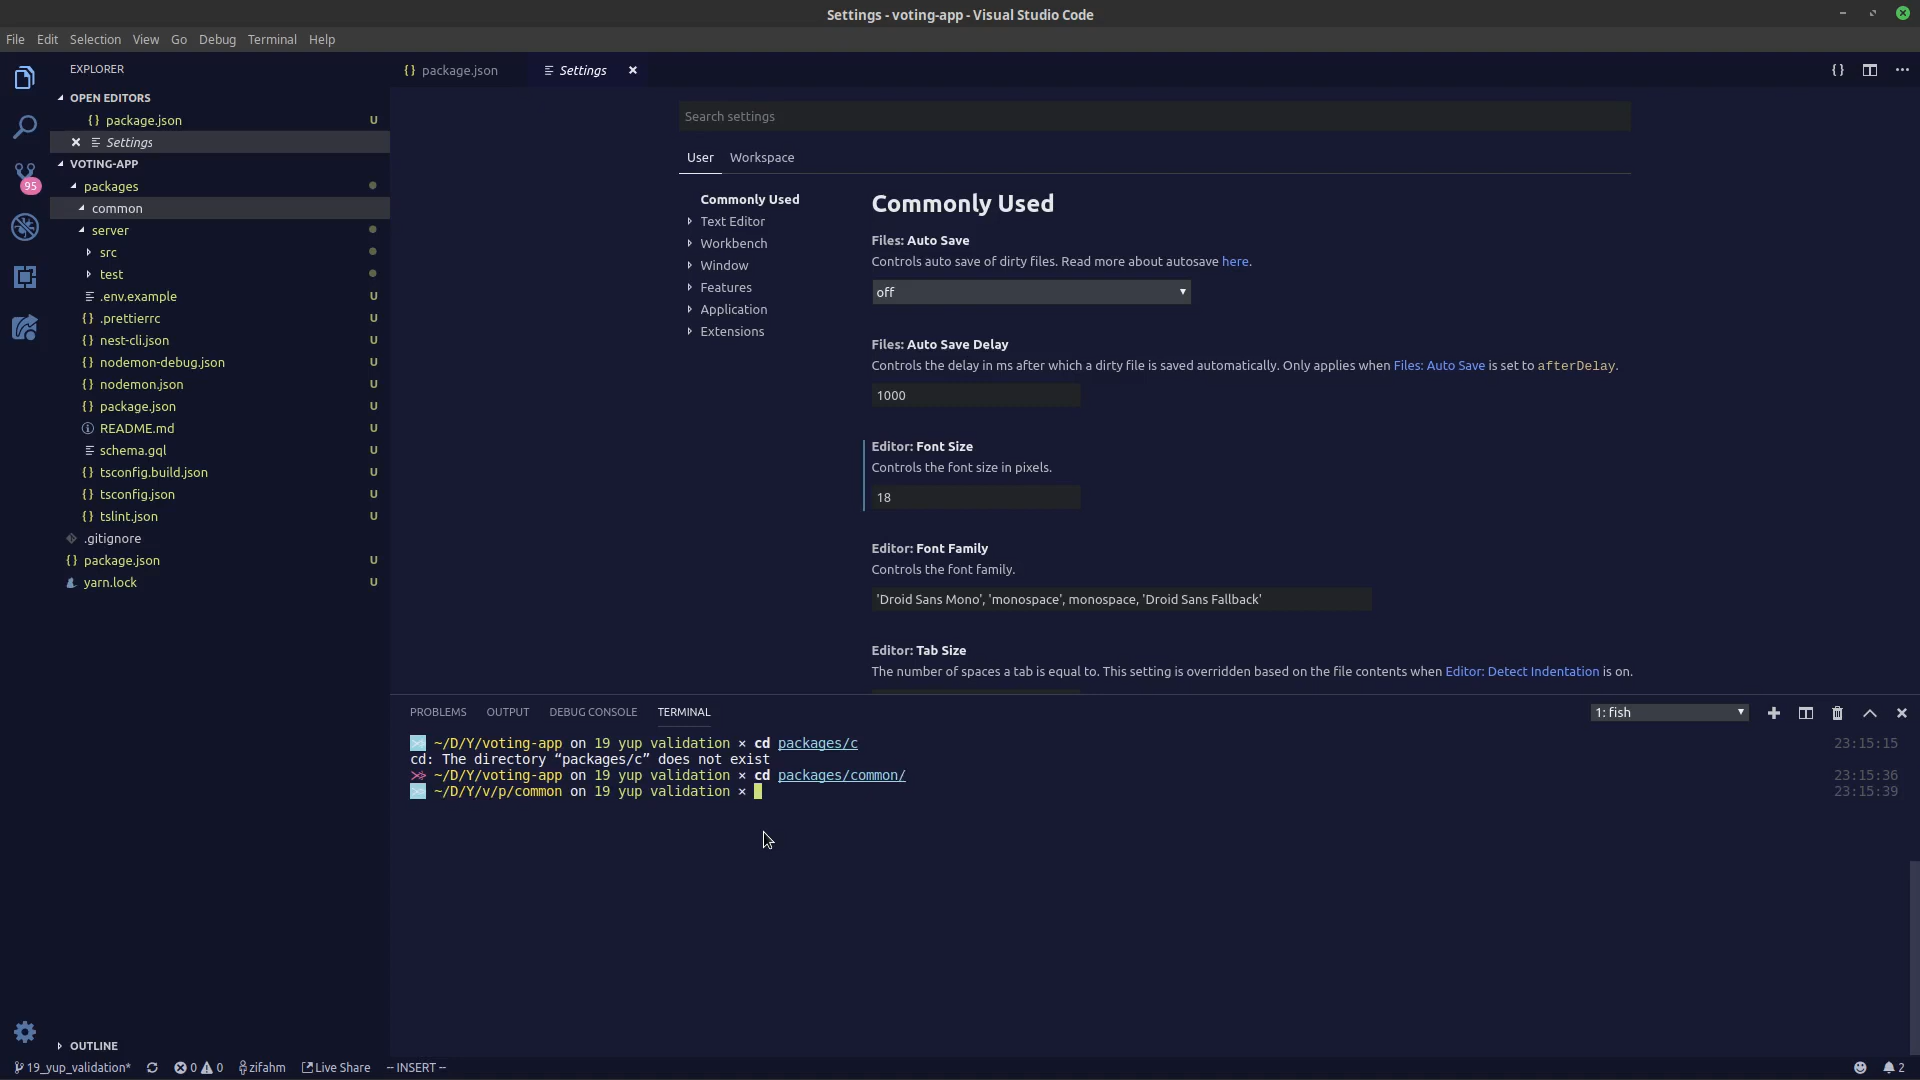 Settings - voting-app - Visual Studio Code
File Edit Selection View Go Debug Terminal Help
EXPLORER
OPEN EDITORS
{} package.json U
Settings
VOTING-APP
packages
common
server
src
test
.env.example U
{} .prettierrc U
{} nest-cli.json U
{} nodemon-debug.json U
{} nodemon.json U
{} package.json U
README.md U
schema.gql U
{} tsconfig.build.json U
{} tsconfig.json U
{} tslint.json U
.gitignore
{} package.json U
yarn.lock U
OUTLINE
95
{} package.json Settings
Search settings
User Workspace
Commonly Used
Text Editor
Workbench
Window
Features
Application
Extensions
Commonly Used
Files: Auto Save
Controls auto save of dirty files. Read more about autosave here.
off
Files: Auto Save Delay
Controls the delay in ms after which a dirty file is saved automatically. Only applies when Files: Auto Save is set to afterDelay.
1000
Editor: Font Size
Controls the font size in pixels.
18
Editor: Font Family
Controls the font family.
'Droid Sans Mono', 'monospace', monospace, 'Droid Sans Fallback'
Editor: Tab Size
The number of spaces a tab is equal to. This setting is overridden based on the file contents when Editor: Detect Indentation is on.
PROBLEMS OUTPUT DEBUG CONSOLE TERMINAL 1: fish
~/D/Y/voting-app on 19 yup validation × cd packages/c 23:15:15
cd: The directory “packages/c” does not exist
~/D/Y/voting-app on 19 yup validation × cd packages/common/ 23:15:36
~/D/Y/v/p/common on 19 yup validation × 23:15:39
19_yup_validation* 0 0 zifahm Live Share -- INSERT -- 2